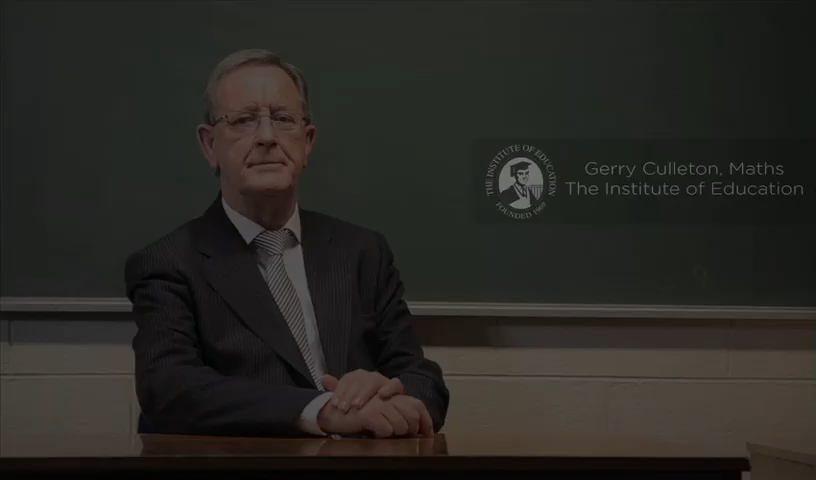 THE INSTITUTE OF EDUCATION
FOUNDED 1969
Gerry Culleton, Maths
The Institute of Education